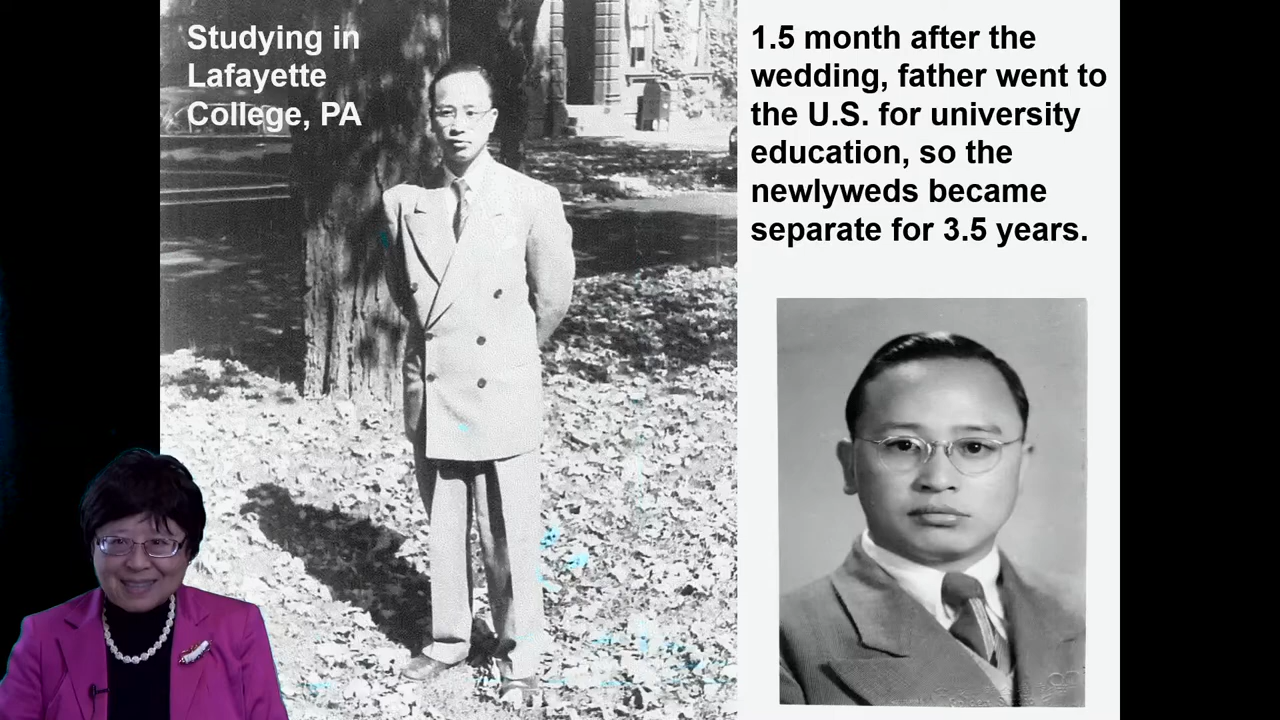 Studying in
Lafayette
College, PA
1.5 month after the
wedding, father went to
the U.S. for university
education, so the
newlyweds became
separate for 3.5 years.